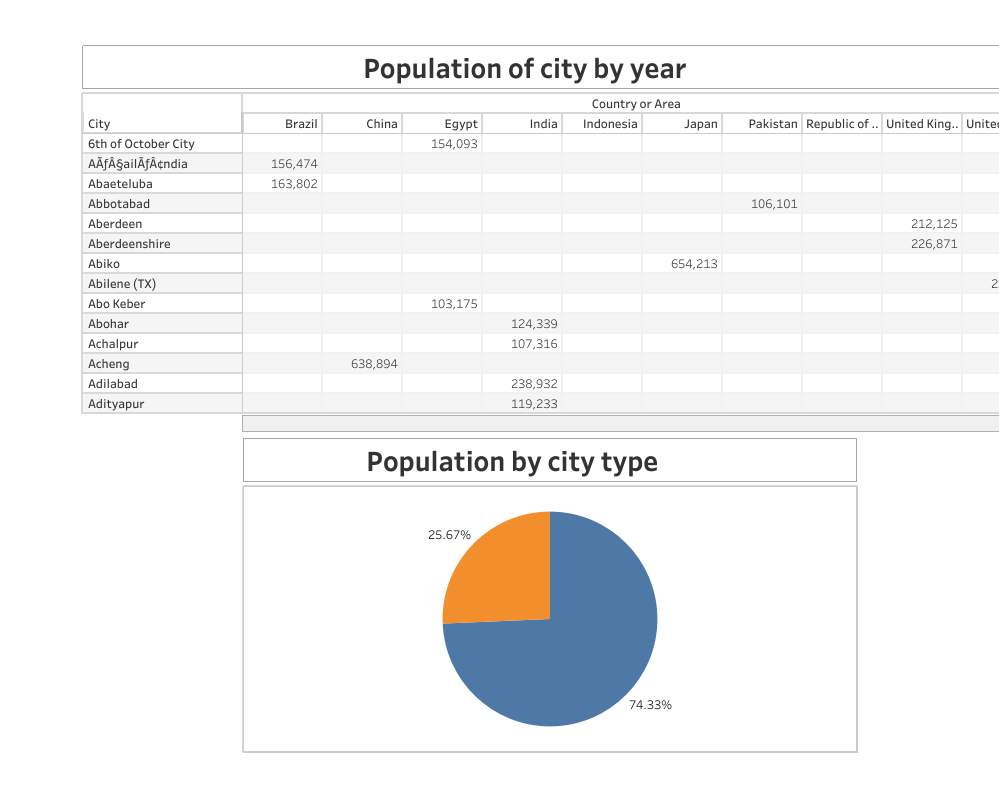 Population of city by year
Country or Area
City Brazil China Egypt India Indonesia Japan Pakistan Republic of .. United King.. United
6th of October City 154,093
AÃƒÂ§ailÃƒÂ¢ndia 156,474
Abaeteluba 163,802
Abbotabad 106,101
Aberdeen 212,125
Aberdeenshire 226,871
Abiko 654,213
Abilene (TX) 2
Abo Keber 103,175
Abohar 124,339
Achalpur 107,316
Acheng 638,894
Adilabad 238,932
Adityapur 119,233
Population by city type
25.67%
74.33%